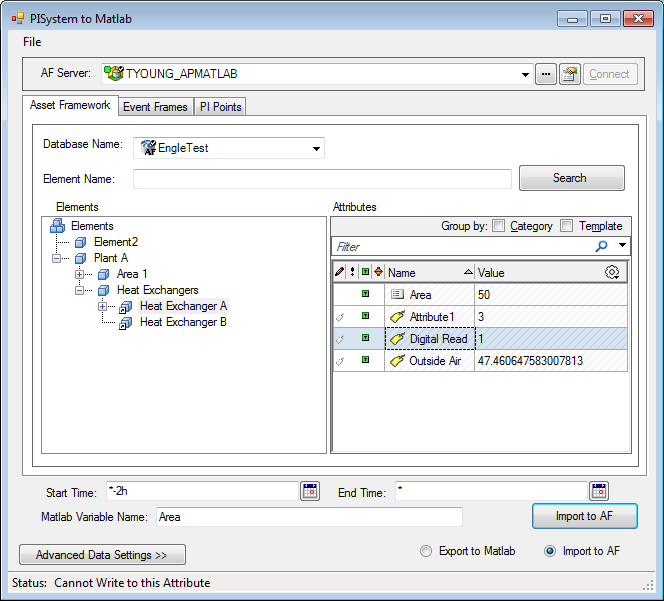 PISystem to Matlab
File
AF Server: TYOUNG_APMATLAB ... Connect
Asset Framework Event Frames PI Points
Database Name: AF EngleTest
Element Name: Search
Elements Attributes
Group by: Category Template
Filter
Name Value
Elements
Element2
Plant A
Area 1
Heat Exchangers
Heat Exchanger A
Heat Exchanger B
Area 50
Attribute1 3
Digital Read 1
Outside Air 47.460647583007813
Start Time: *-2h End Time: *
Matlab Variable Name: Area Import to AF
Advanced Data Settings >> Export to Matlab Import to AF
Status: Cannot Write to this Attribute